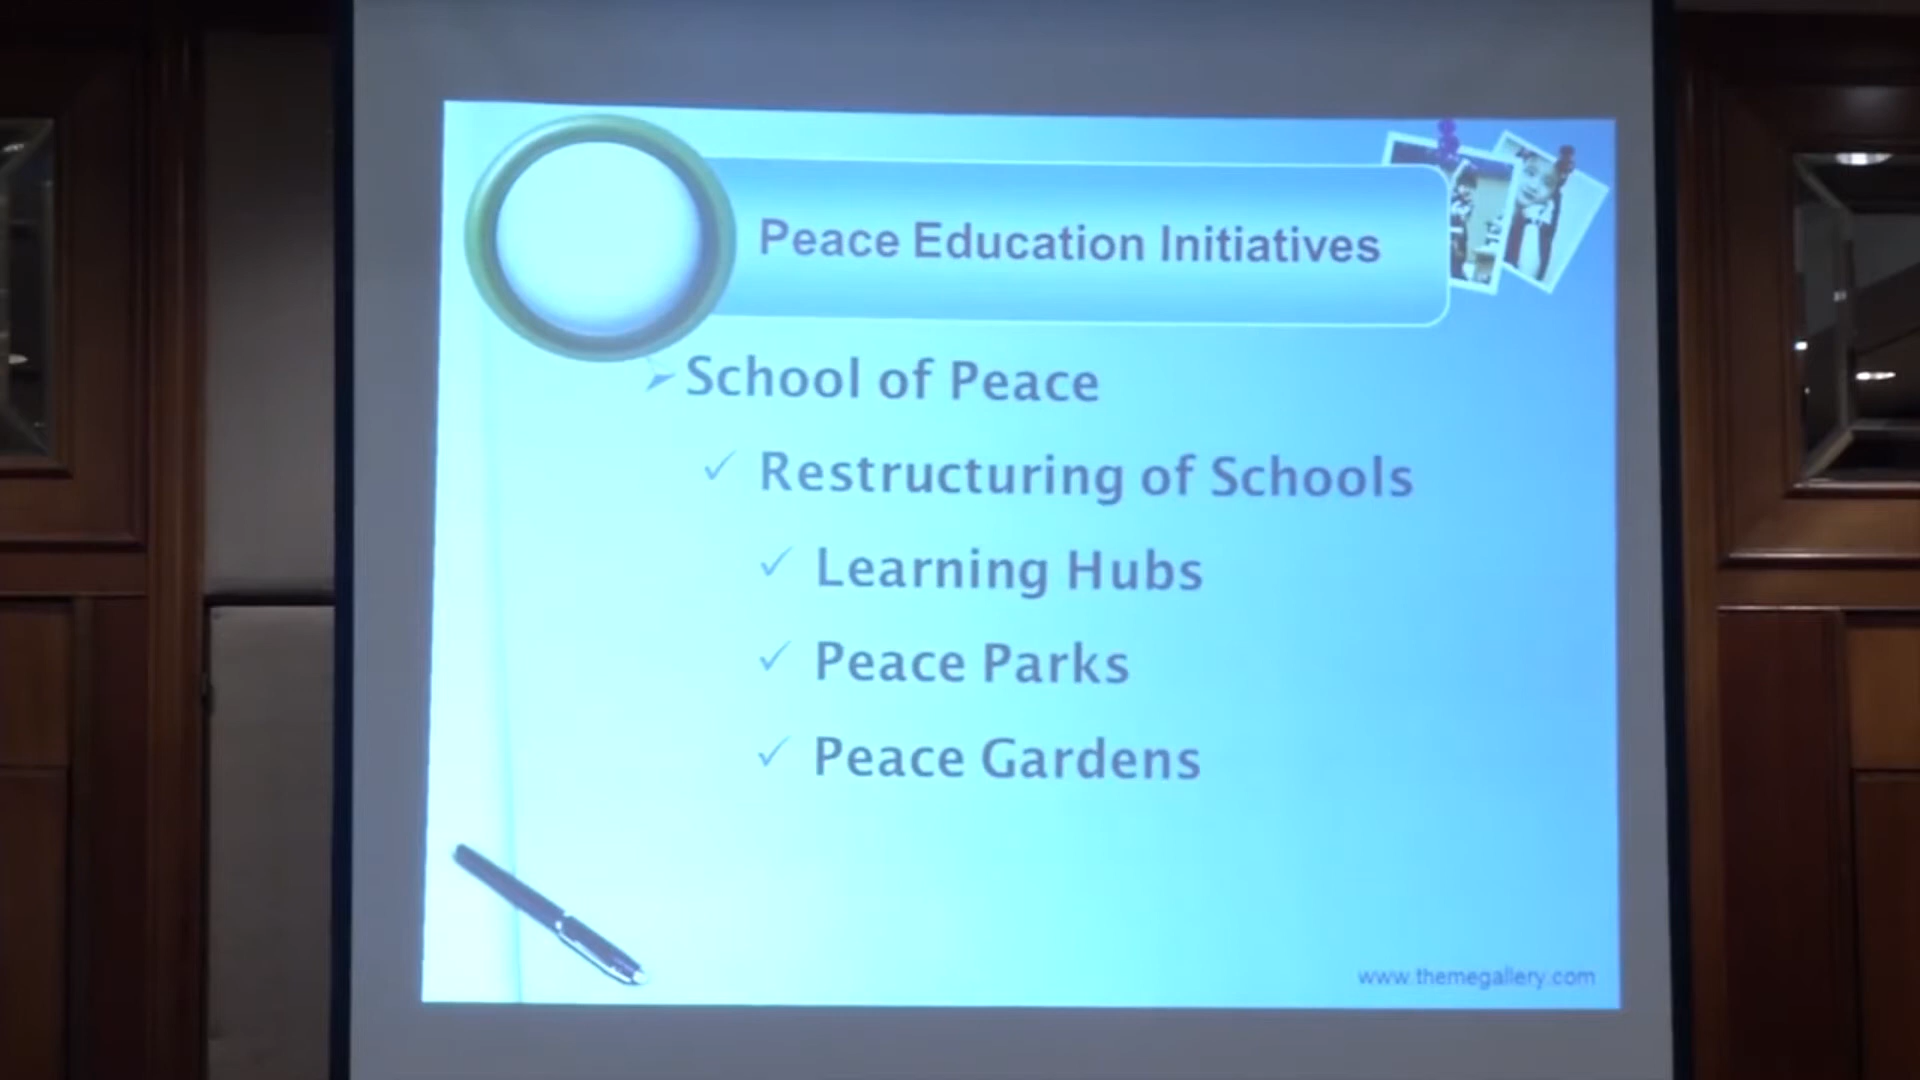 Peace Education Initiatives
School of Peace
Restructuring of Schools
Learning Hubs
Peace Parks
Peace Gardens
www.themegallery.com